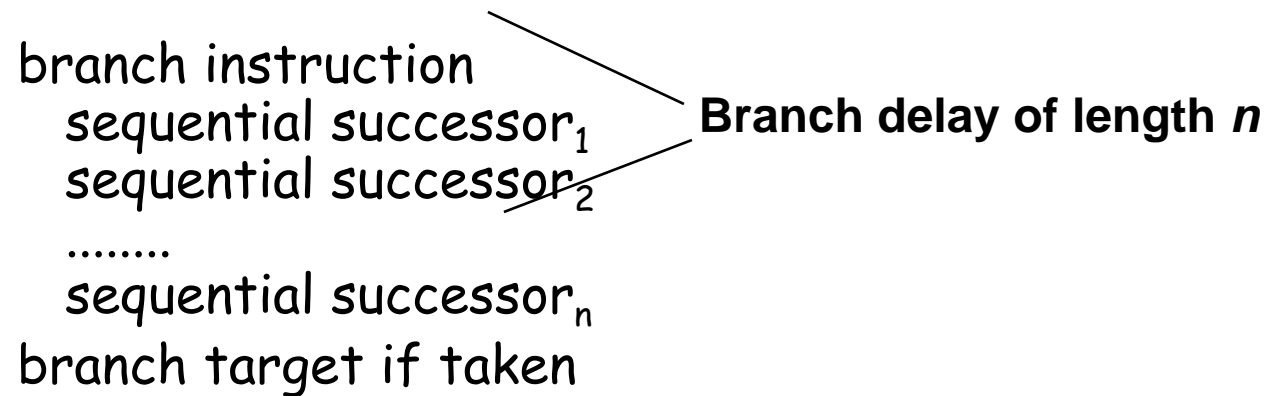 branch instruction
sequential successor₁
Branch delay of length n
sequential successor₂
........
sequential successorₙ
branch target if taken